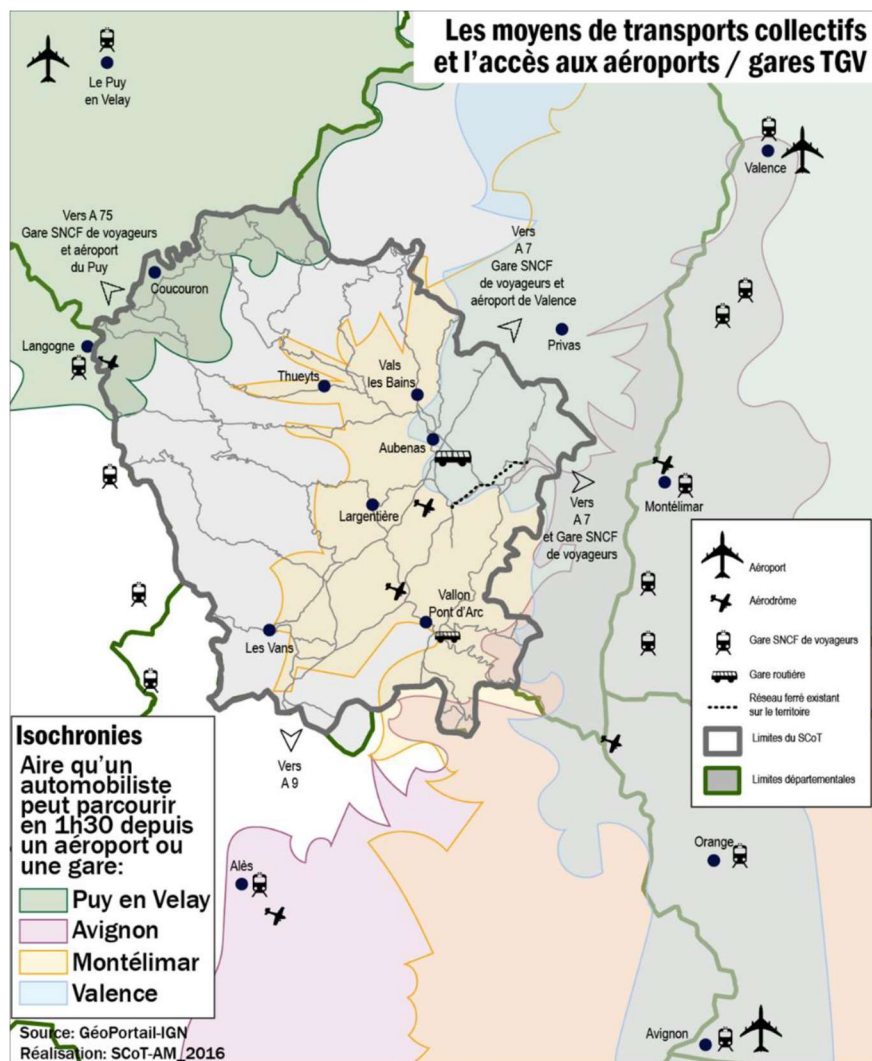 Les moyens de transports collectifs
et l'accès aux aéroports / gares TGV
Le Puy
en Velay
Valence
Vers A 75
Gare SNCF de voyageurs
et aéroport
du Puy
Vers
A 7
Gare SNCF
de voyageurs et
aéroport de Valence
Coucouron
Langogne
Privas
Thueyts
Vals
les Bains
Aubenas
Largentière
Vers
A 7
et Gare SNCF
de voyageurs
Montélimar
Vallon
Pont d'Arc
Les Vans
Vers
A 9
Aéroport
Aérodrôme
Gare SNCF de voyageurs
Gare routière
Réseau ferré existant
sur le territoire
Limites du SCoT
Limites départementales
Isochronies
Aire qu'un
automobiliste
peut parcourir
en 1h30 depuis
un aéroport ou
une gare:
Puy en Velay
Avignon
Montélimar
Valence
Alès
Orange
Avignon
Source: GéoPortail-IGN
Réalisation: SCoT-AM_2016